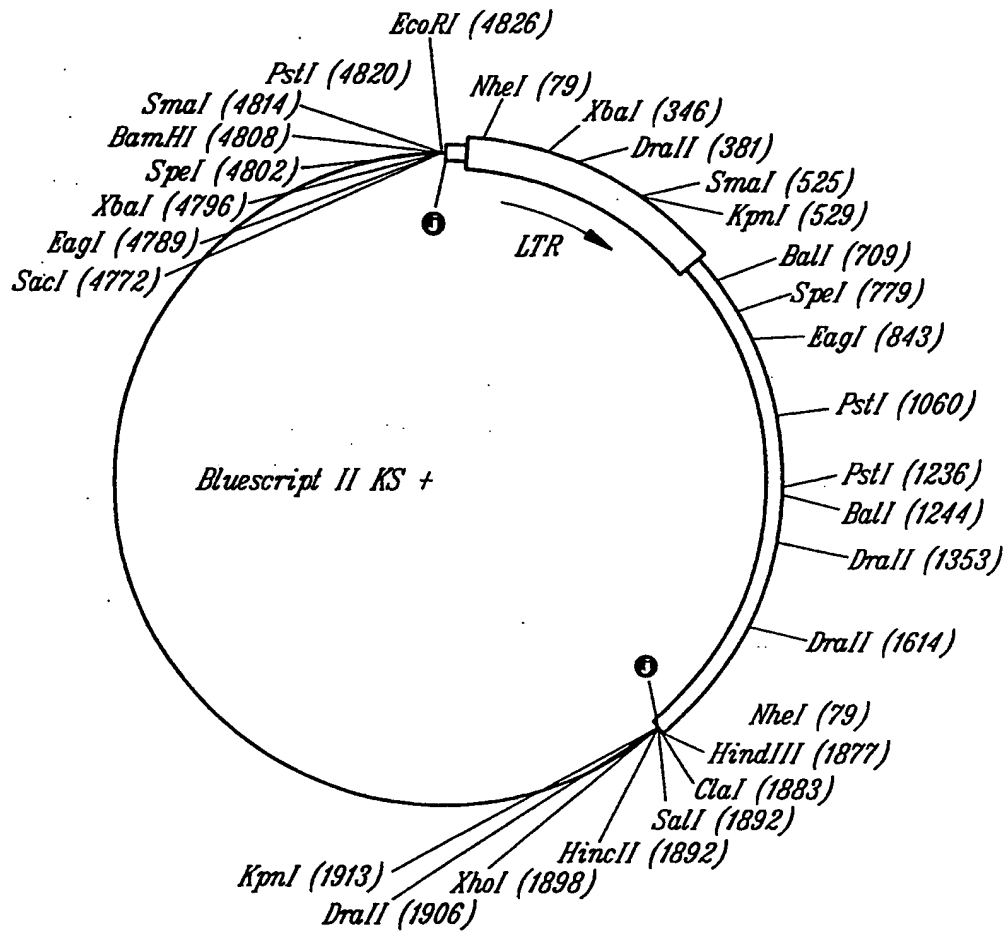 EcoRI (4826)
PstI (4820)
SmaI (4814)
BamHI (4808)
SpeI (4802)
XbaI (4796)
EagI (4789)
SacI (4772)
NheI (79)
XbaI (346)
DraII (381)
SmaI (525)
KpnI (529)
BalI (709)
SpeI (779)
EagI (843)
PstI (1060)
PstI (1236)
BalI (1244)
DraII (1353)
DraII (1614)
j
LTR
Bluescript II KS +
j
NheI (79)
HindIII (1877)
ClaI (1883)
SalI (1892)
HincII (1892)
XhoI (1898)
DraII (1906)
KpnI (1913)